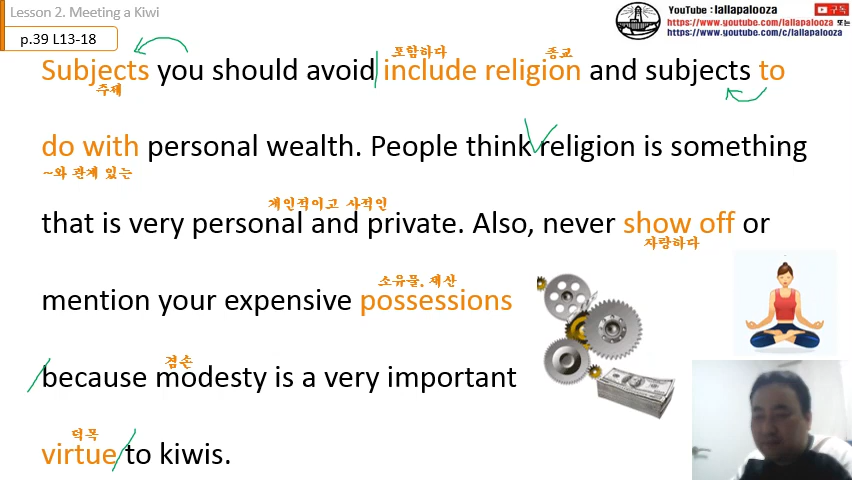 Lesson 2. Meeting a Kiwi
p.39 L13-18
YouTube : lallapalooza
구독
https://www.youtube.com/lallapalooza 또는
https://www.youtube.com/c/lallapalooza
포함하다 종교
Subjects you should avoid include religion and subjects to
주제
do with personal wealth. People think religion is something
~와 관계 있는
개인적이고 사적인
that is very personal and private. Also, never show off or
자랑하다
소유물, 재산
mention your expensive possessions
겸손
because modesty is a very important
덕목
virtue to kiwis.